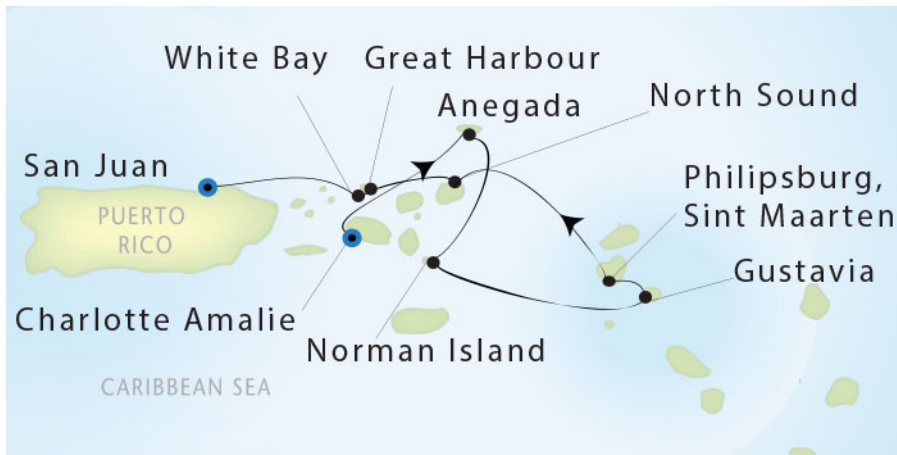 White Bay
Great Harbour
Anegada
North Sound
San Juan
PUERTO
RICO
Philipsburg,
Sint Maarten
Gustavia
Charlotte Amalie
Norman Island
CARIBBEAN SEA